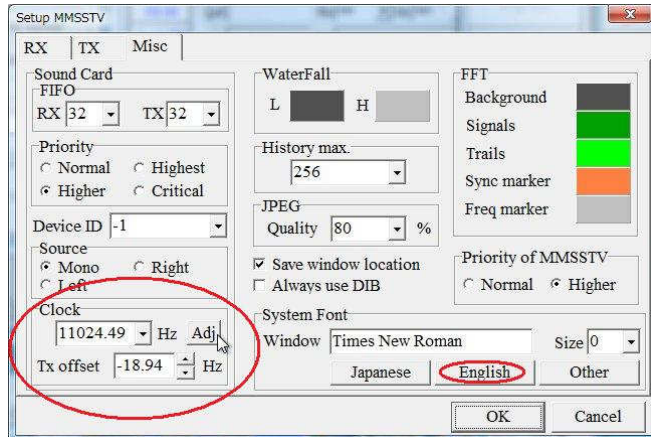 Setup MMSSTV
RX TX Misc
Sound Card
FIFO
RX 32 TX 32
Priority
Normal Highest
Higher Critical
Device ID -1
Source
Mono Right
Left
Clock
11024.49 Hz Adj
Tx offset -18.94 Hz
WaterFall
L H
History max.
256
JPEG
Quality 80 %
Save window location
Always use DIB
FFT
Background
Signals
Trails
Sync marker
Freq marker
Priority of MMSSTV
Normal Higher
System Font
Window Times New Roman Size 0
Japanese English Other
OK Cancel